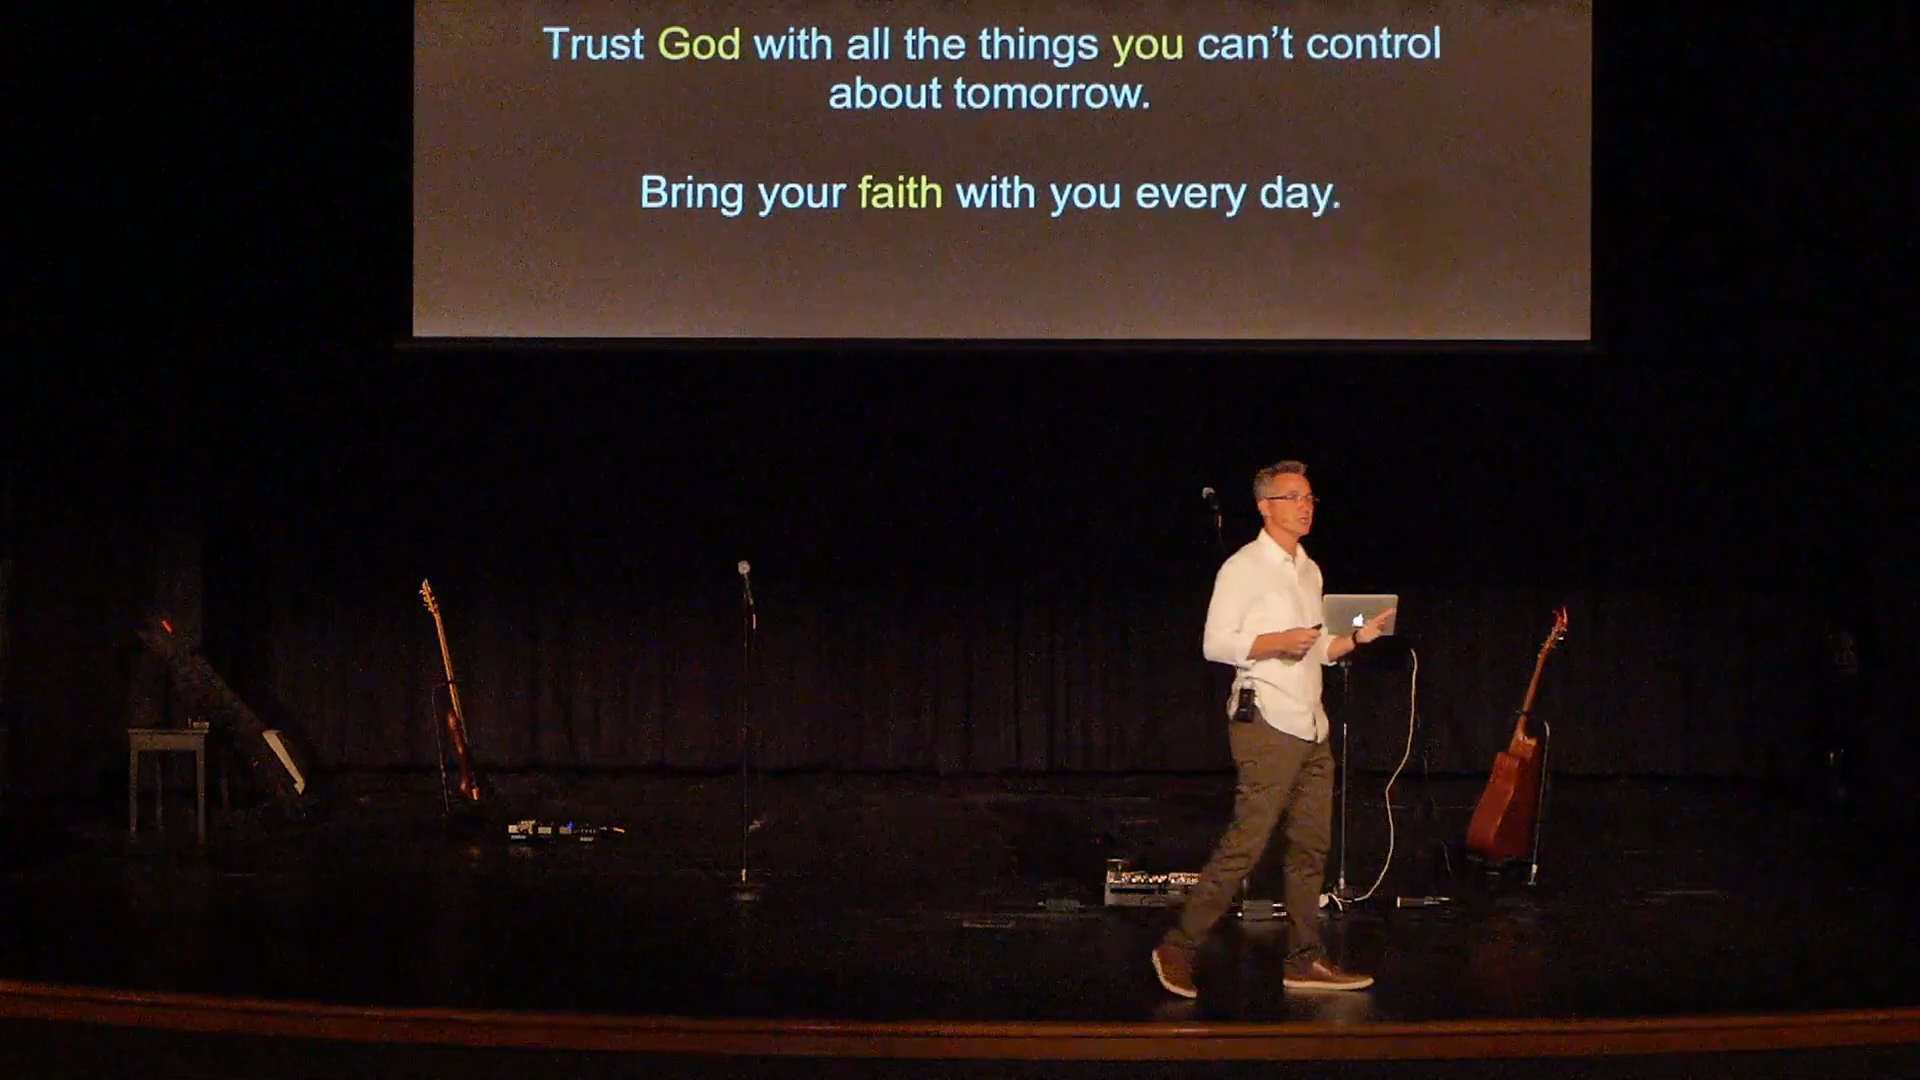 Trust God with all the things you can’t control
about tomorrow.
Bring your faith with you every day.